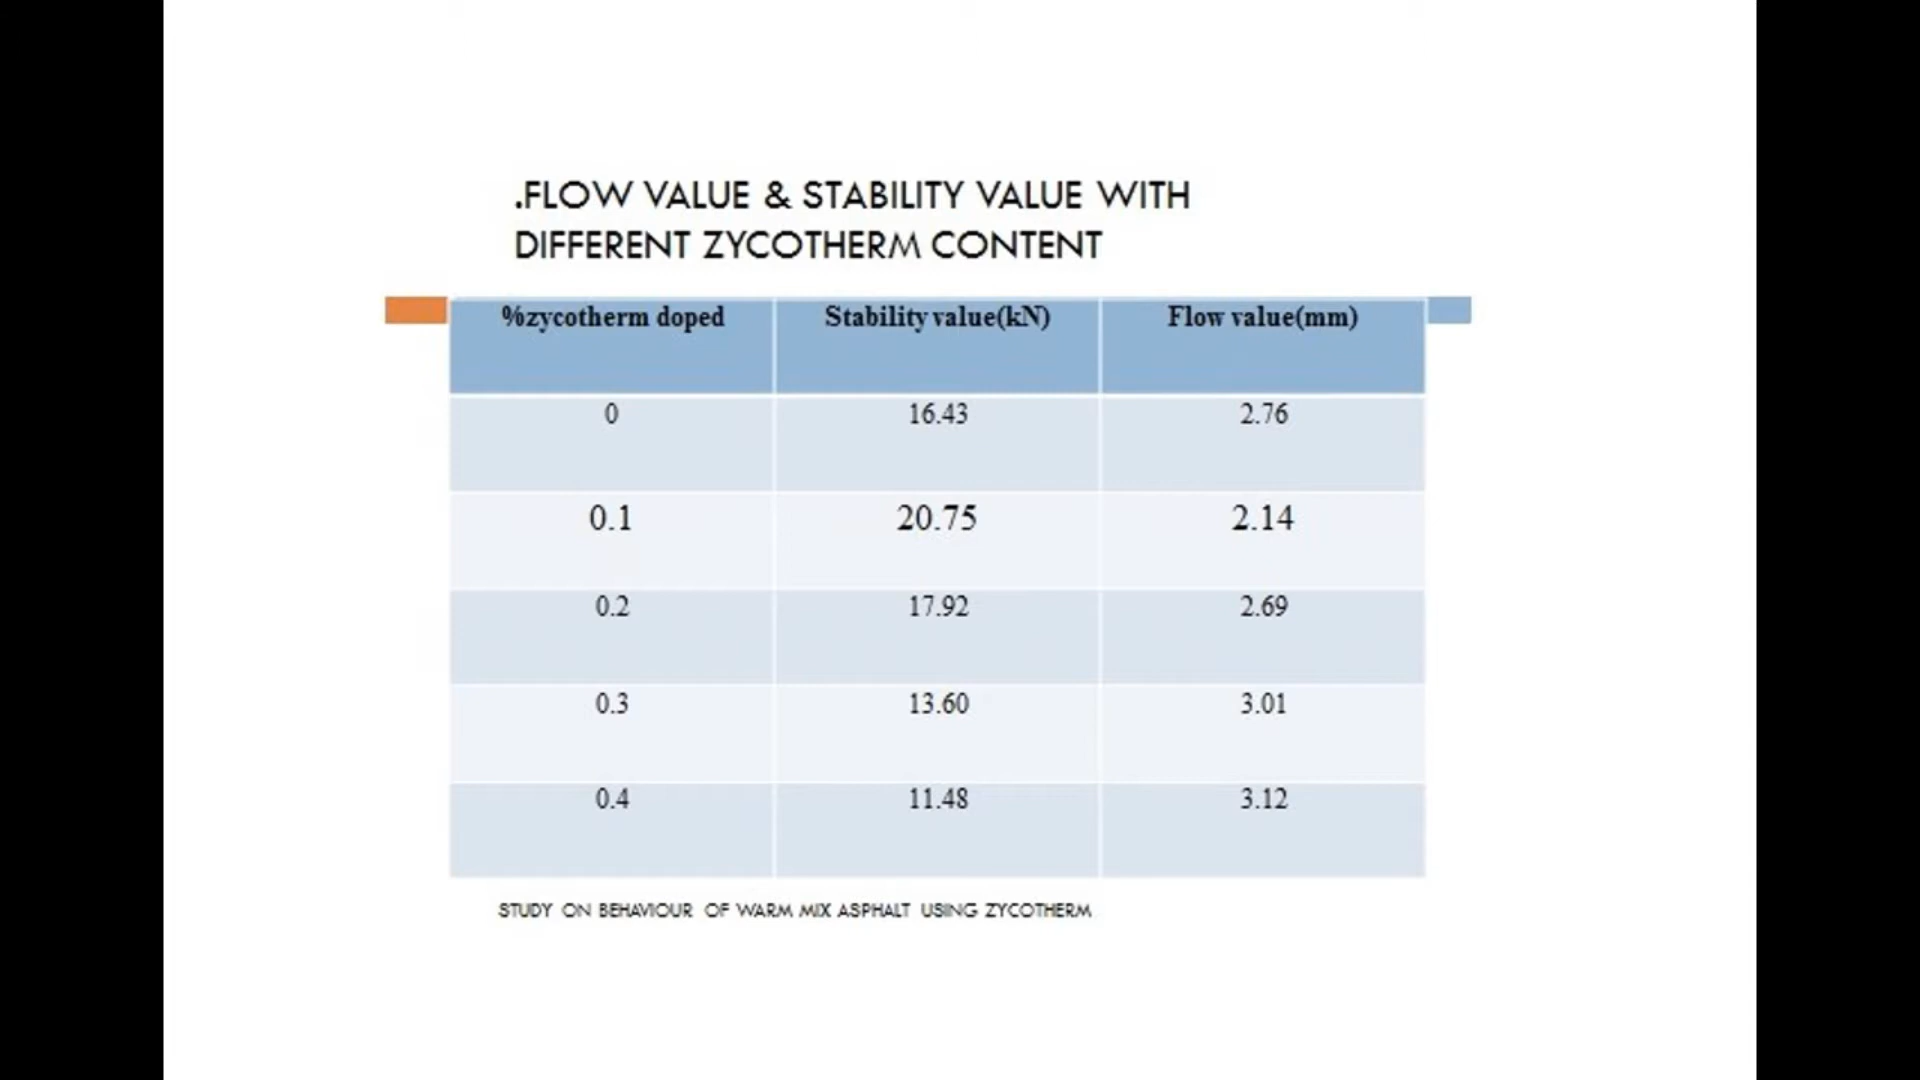 .FLOW VALUE & STABILITY VALUE WITH
DIFFERENT ZYCOTHERM CONTENT
%zycotherm doped Stability value(kN) Flow value(mm)
0 16.43 2.76
0.1 20.75 2.14
0.2 17.92 2.69
0.3 13.60 3.01
0.4 11.48 3.12
STUDY ON BEHAVIOUR OF WARM MIX ASPHALT USING ZYCOTHERM